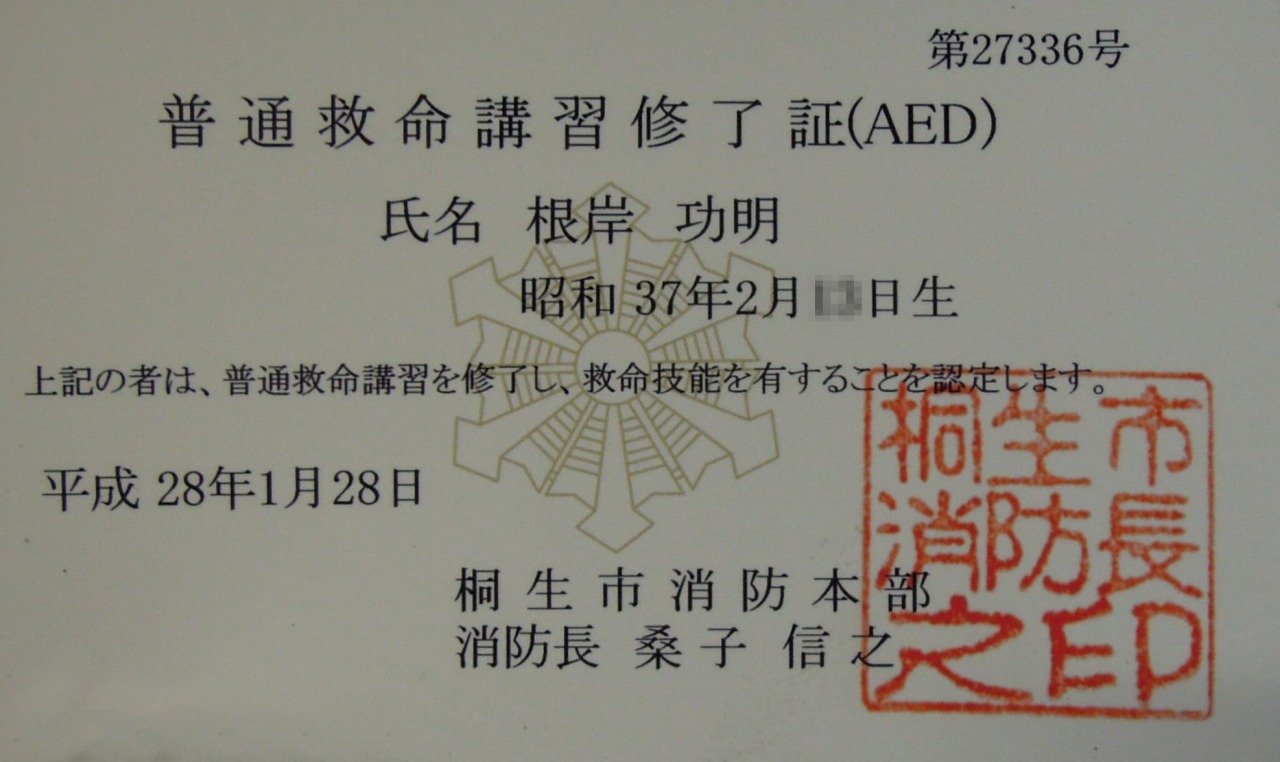 第27336号
普通救命講習修了証(AED)
氏名 根岸 功明
昭和 37年2月 日生
上記の者は、普通救命講習を修了し、救命技能を有することを認定します。
平成 28年1月28日
桐生市消防本部
消防長 桑子 信之
桐生市
消防長
之印